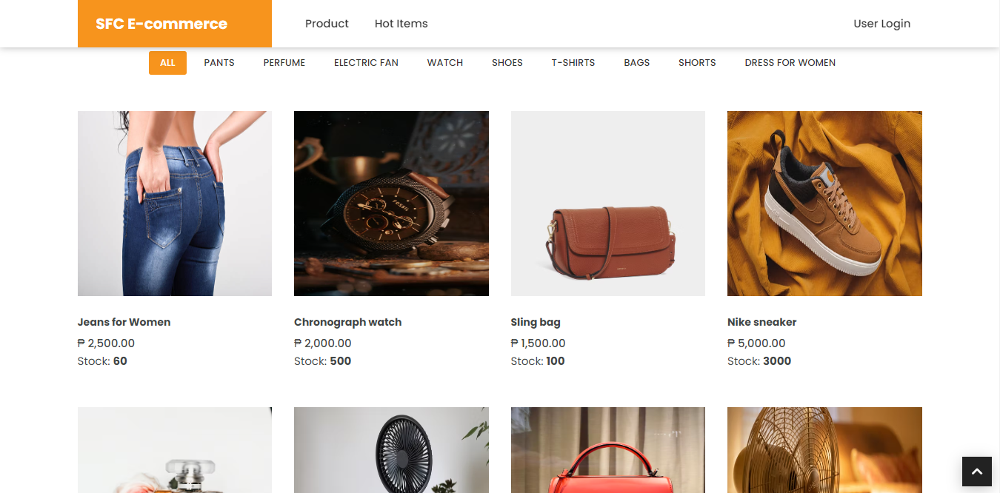 SFC E-commerce
Product
Hot Items
User Login
ALL
PANTS
PERFUME
ELECTRIC FAN
WATCH
SHOES
T-SHIRTS
BAGS
SHORTS
DRESS FOR WOMEN
FOSSIL
Jeans for Women
₱ 2,500.00
Stock: 60
Chronograph watch
₱ 2,000.00
Stock: 500
Sling bag
₱ 1,500.00
Stock: 100
Nike sneaker
₱ 5,000.00
Stock: 3000